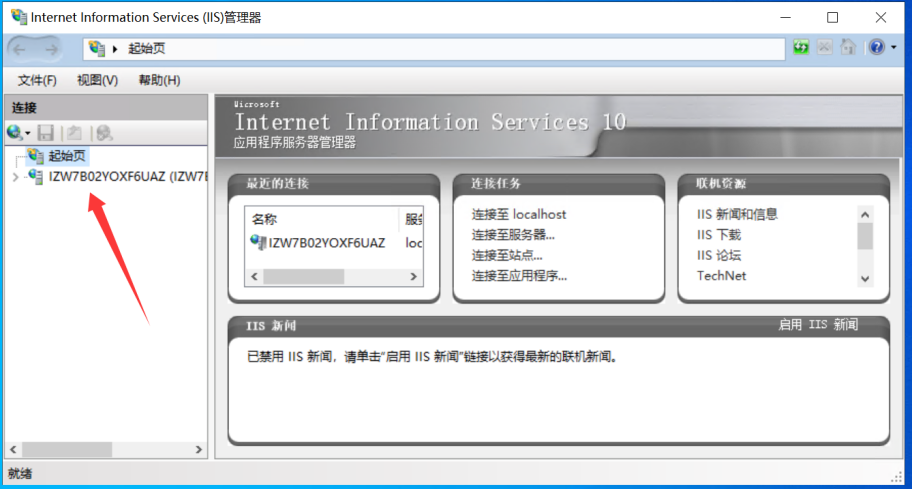 Internet Information Services (IIS)管理器
起始页
文件(F) 视图(V) 帮助(H)
连接
起始页
IZW7B02YOXF6UAZ (IZW7B
Microsoft
Internet Information Services 10
应用程序服务器管理器
最近的连接
名称 服务
IZW7B02YOXF6UAZ loc
连接任务
连接至 localhost
连接至服务器...
连接至站点...
连接至应用程序...
联机资源
IIS 新闻和信息
IIS 下载
IIS 论坛
TechNet
IIS 新闻 启用 IIS 新闻
已禁用 IIS 新闻，请单击“启用 IIS 新闻”链接以获得最新的联机新闻。
就绪